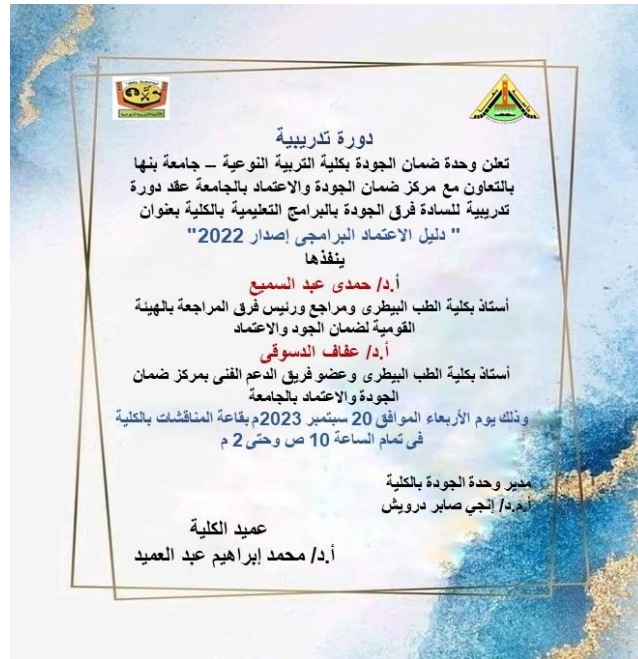 دورة تدريبية
تعلن وحدة ضمان الجودة بكلية التربية النوعية – جامعة بنها
بالتعاون مع مركز ضمان الجودة والاعتماد بالجامعة عقد دورة
تدريبية للسادة فرق الجودة بالبرامج التعليمية بالكلية بعنوان
" دليل الاعتماد البرامجى إصدار 2022"
ينفذها
أ.د/ حمدى عبد السميع
أستاذ بكلية الطب البيطرى ومراجع ورئيس فرق المراجعة بالهيئة
القومية لضمان الجود والاعتماد
أ.د/ عفاف الدسوقى
أستاذ بكلية الطب البيطرى وعضو فريق الدعم الفنى بمركز ضمان
الجودة والاعتماد بالجامعة
وذلك يوم الأربعاء الموافق 20 سبتمبر 2023م بقاعة المناقشات بالكلية
فى تمام الساعة 10 ص وحتى 2 م
مدير وحدة الجودة بالكلية
أ.م.د/ إنجي صابر درويش
عميد الكلية
أ.د/ محمد إبراهيم عبد العميد